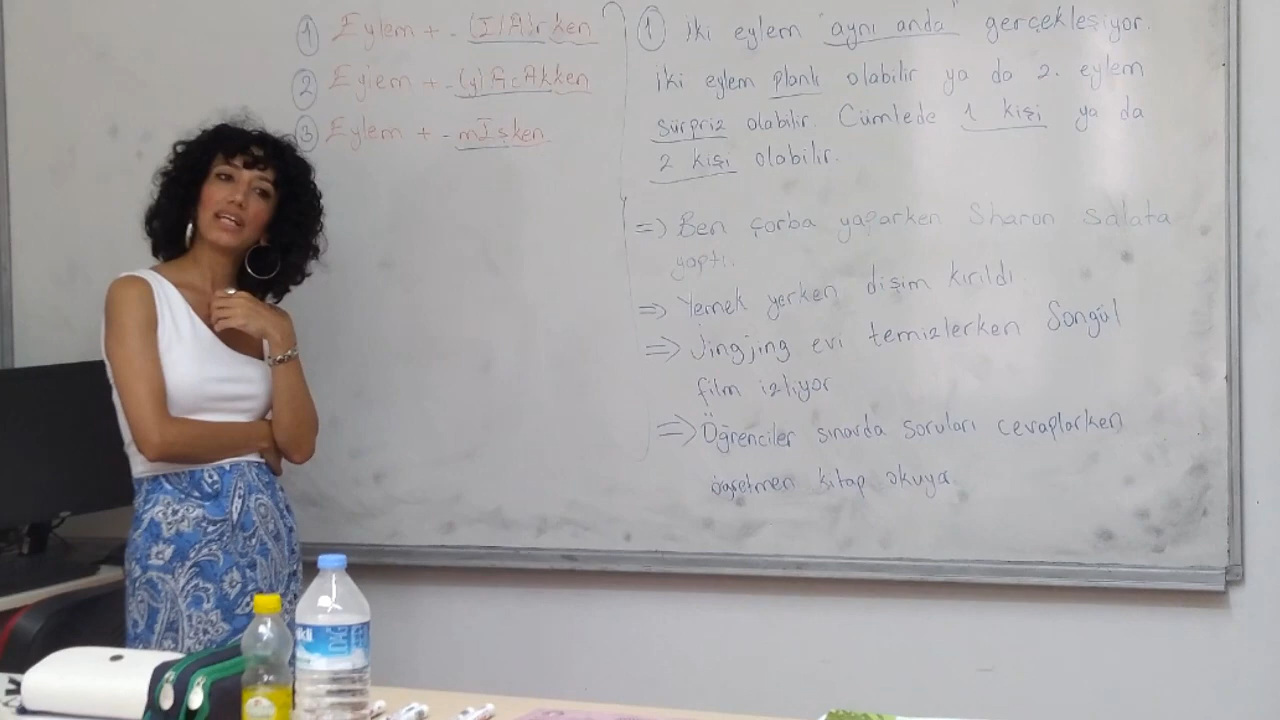 1 Eylem + -(I/A)rken
2 Eylem + -(y)AcAkken
3 Eylem + -mIşken.
1 İki eylem "aynı anda" gerçekleşiyor.
İki eylem planlı olabilir ya da 2. eylem
sürpriz olabilir. Cümlede 1 kişi ya da
2 kişi olabilir.
=> Ben çorba yaparken Sharon salata
yaptı.
=> Yemek yerken dişim kırıldı
=> Jingjing evi temizlerken Songül
film izliyor
=> Öğrenciler sınavda soruları cevaplarken
öğretmen kitap okuyor.